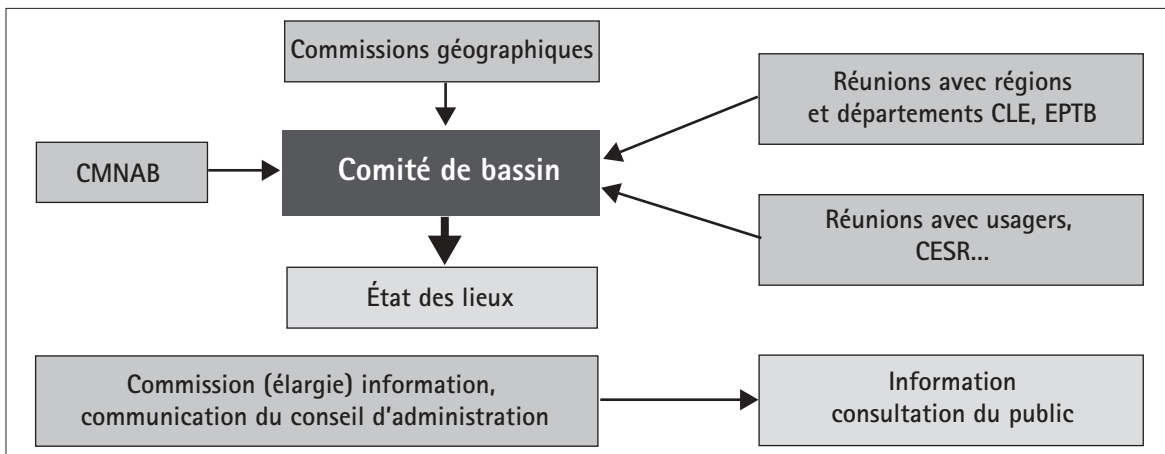 Commissions géographiques
Réunions avec régions
et départements CLE, EPTB
CMNAB
Comité de bassin
Réunions avec usagers,
CESR...
État des lieux
Commission (élargie) information,
communication du conseil d'administration
Information
consultation du public